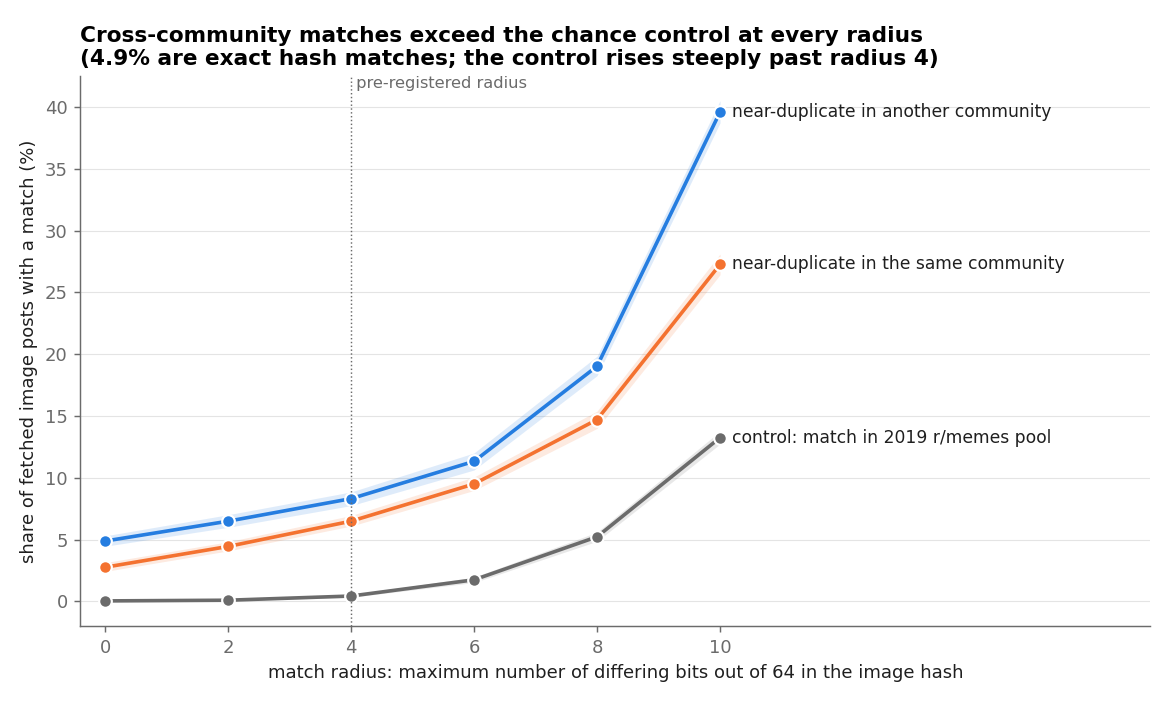 Cross-community matches exceed the chance control at every radius
(4.9% are exact hash matches; the control rises steeply past radius 4)
pre-registered radius
40
35
30
25
20
15
10
5
0
share of fetched image posts with a match (%)
near-duplicate in another community
near-duplicate in the same community
control: match in 2019 r/memes pool
0 2 4 6 8 10
match radius: maximum number of differing bits out of 64 in the image hash